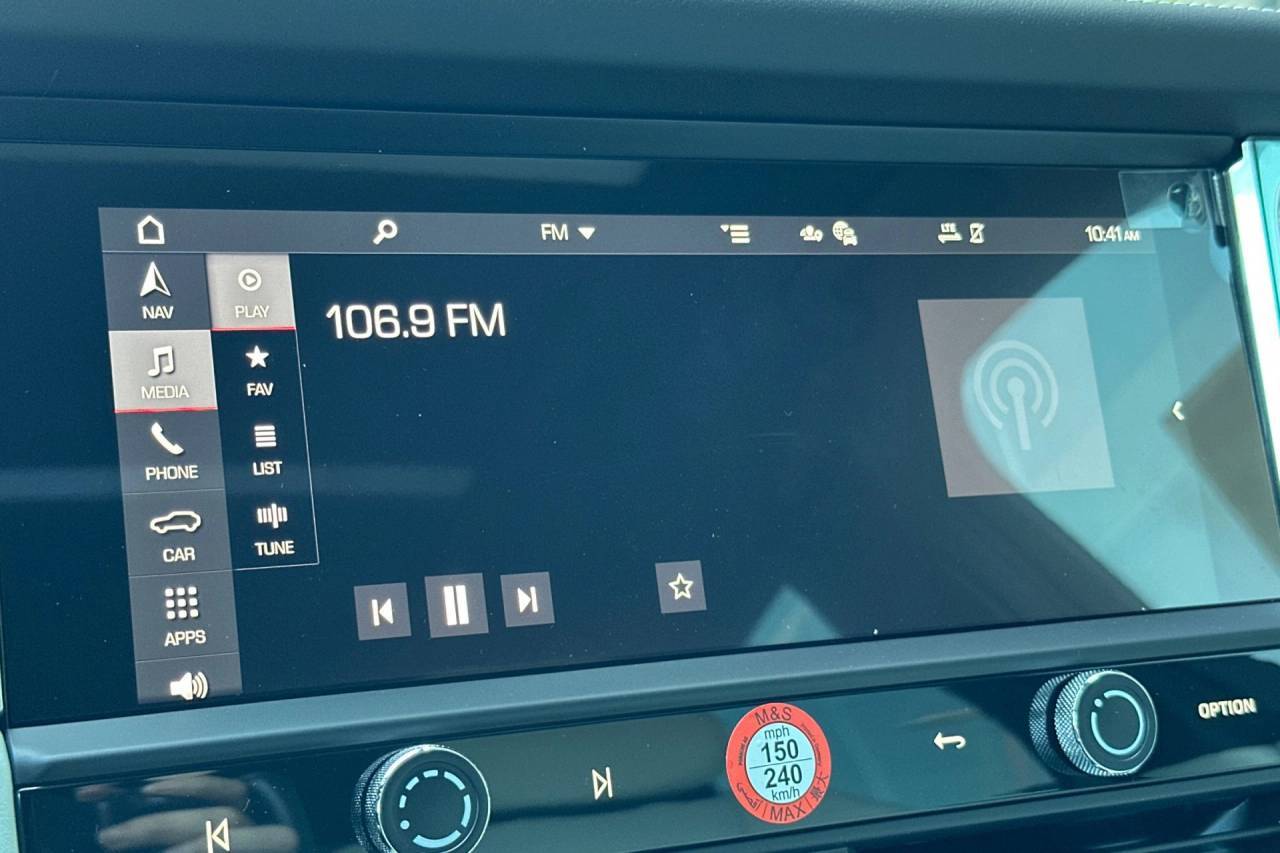 FM
LTE
10:41 AM
NAV
PLAY
106.9 FM
MEDIA
FAV
PHONE
LIST
CAR
TUNE
APPS
OPTION
M&S
mph
150
240
km/h
MAX